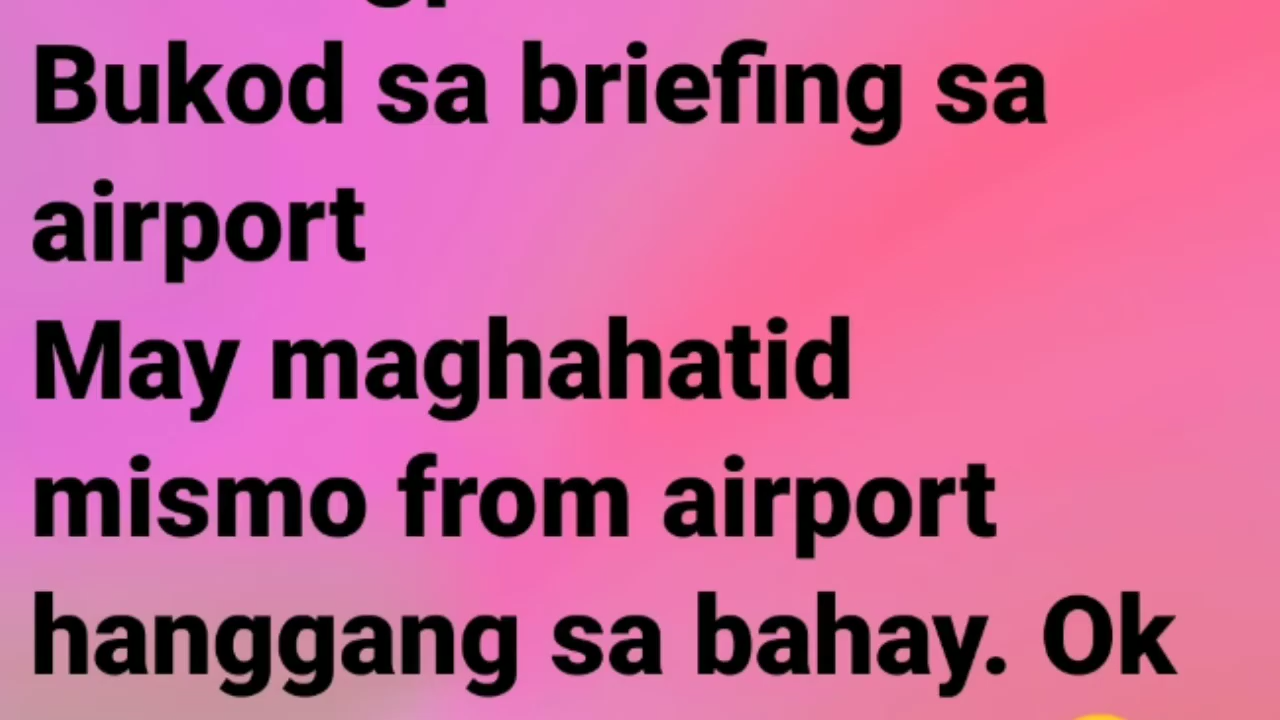 Bukod sa briefing sa
airport
May maghahatid
mismo from airport
hanggang sa bahay. Ok